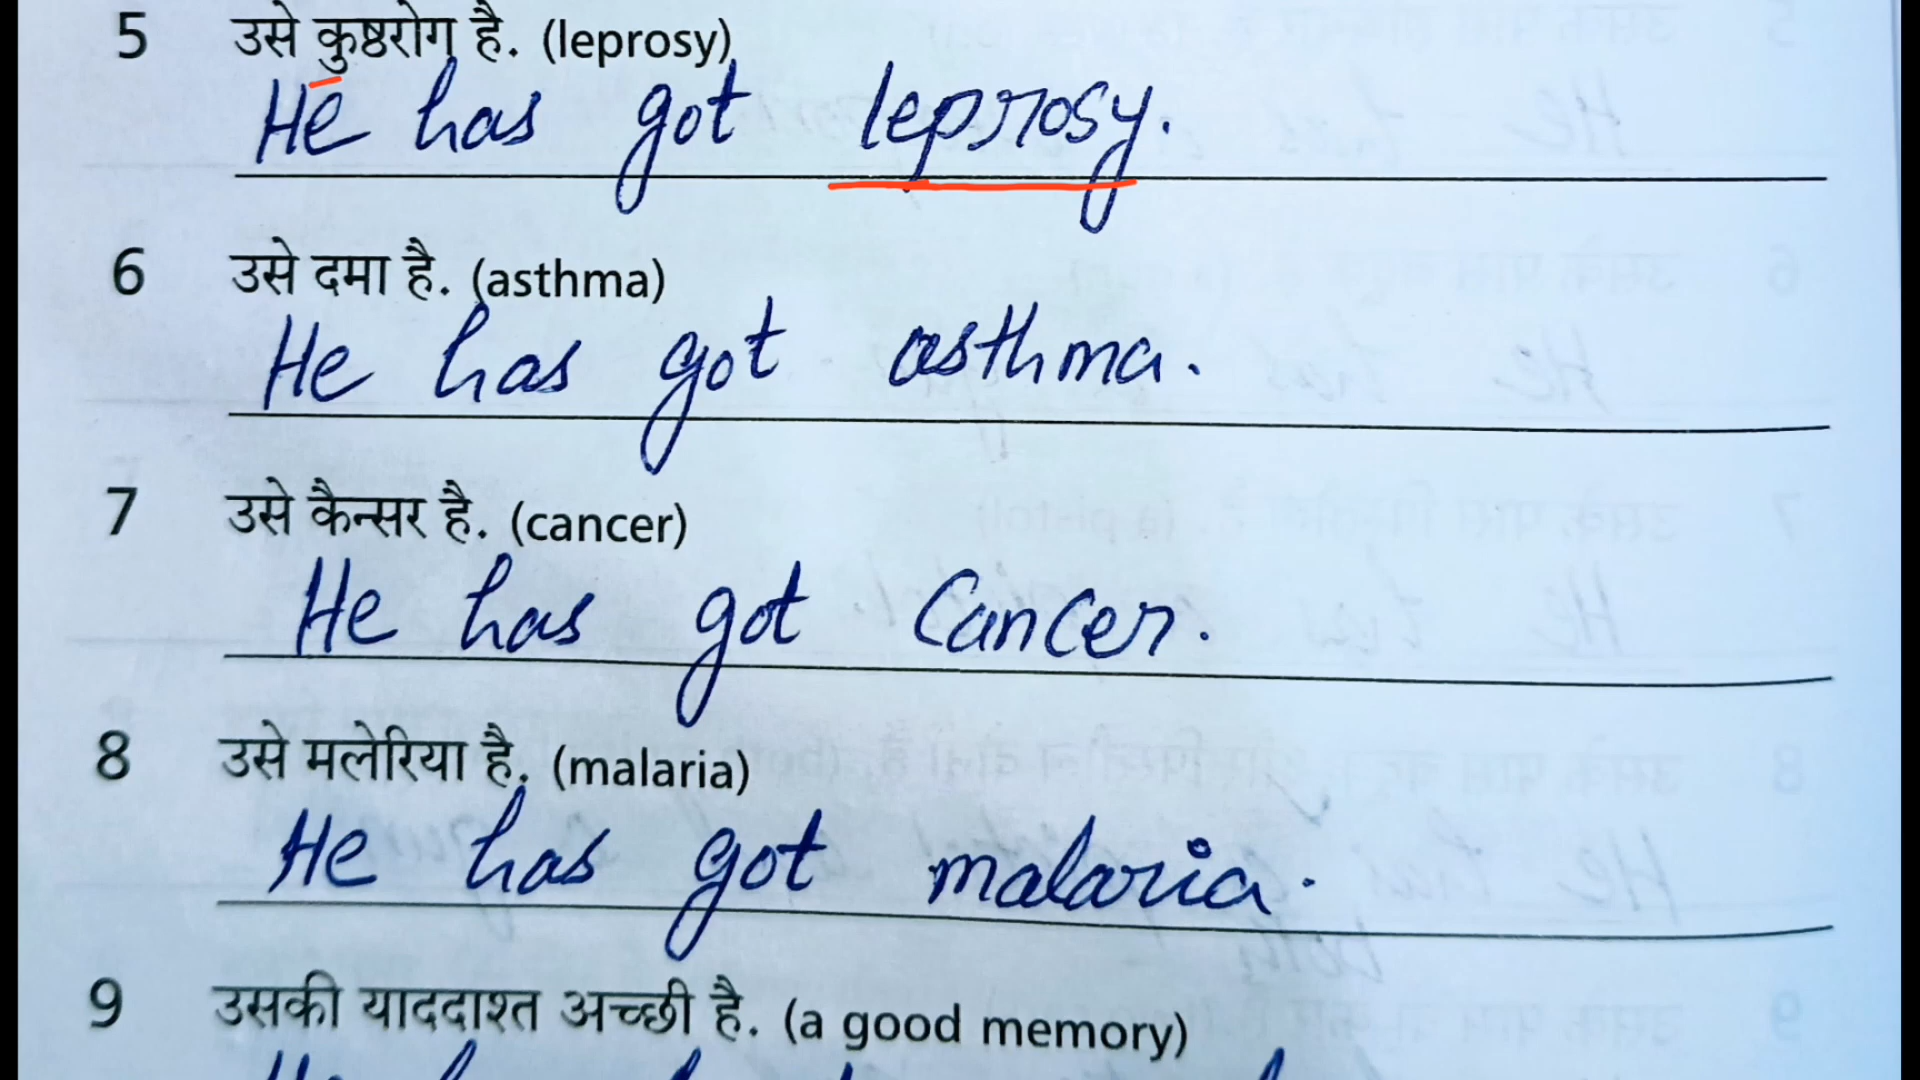 5 उसे कुष्ठरोग है. (leprosy)
He has got leprosy.
6 उसे दमा है. (asthma)
He has got asthma.
7 उसे कैन्सर है. (cancer)
He has got Cancer.
8 उसे मलेरिया है. (malaria)
He has got malaria.
9 उसकी याददाश्त अच्छी है. (a good memory)